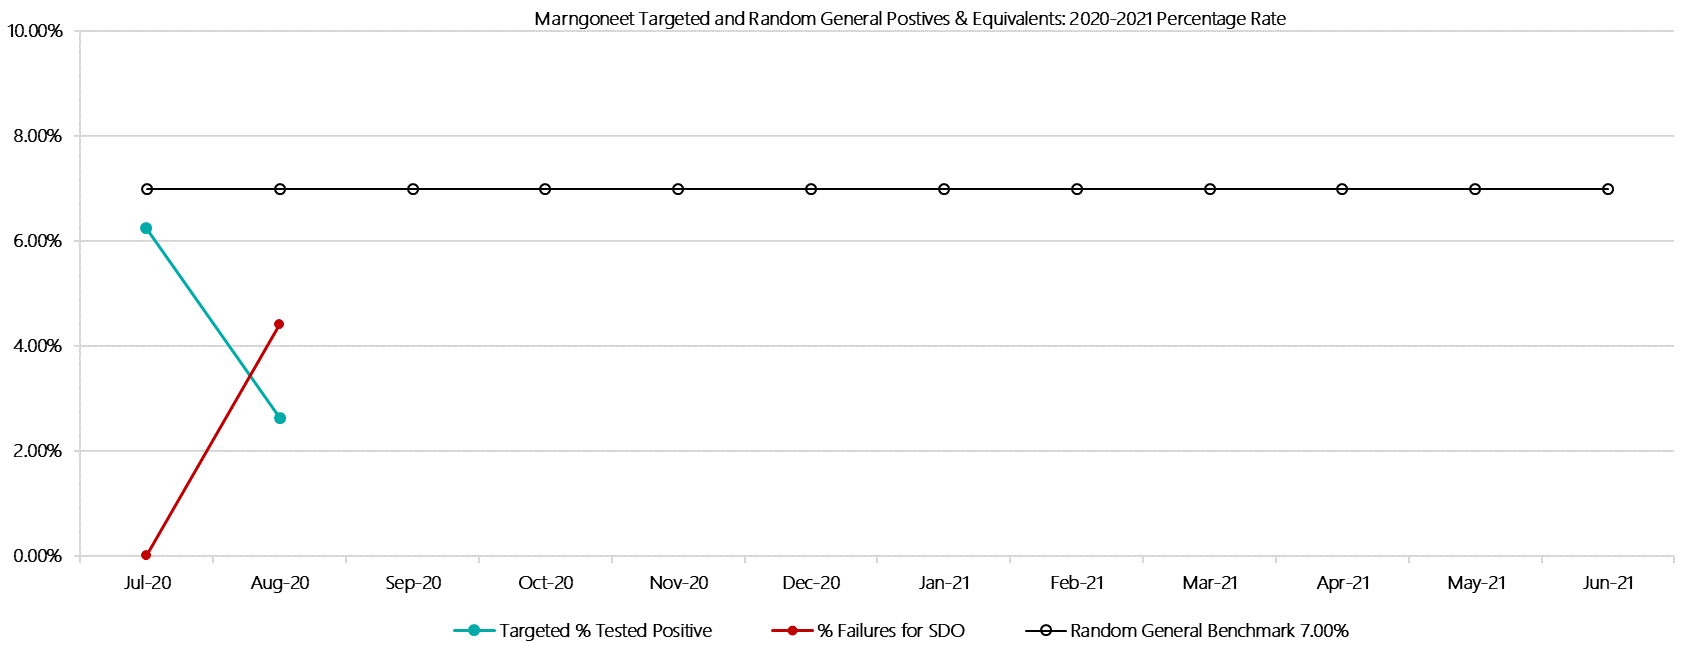 Marngoneet Targeted and Random General Postives & Equivalents: 2020-2021 Percentage Rate
10.00%
8.00%
6.00%
4.00%
2.00%
0.00%
Jul-20 Aug-20 Sep-20 Oct-20 Nov-20 Dec-20 Jan-21 Feb-21 Mar-21 Apr-21 May-21 Jun-21
Targeted % Tested Positive % Failures for SDO Random General Benchmark 7.00%